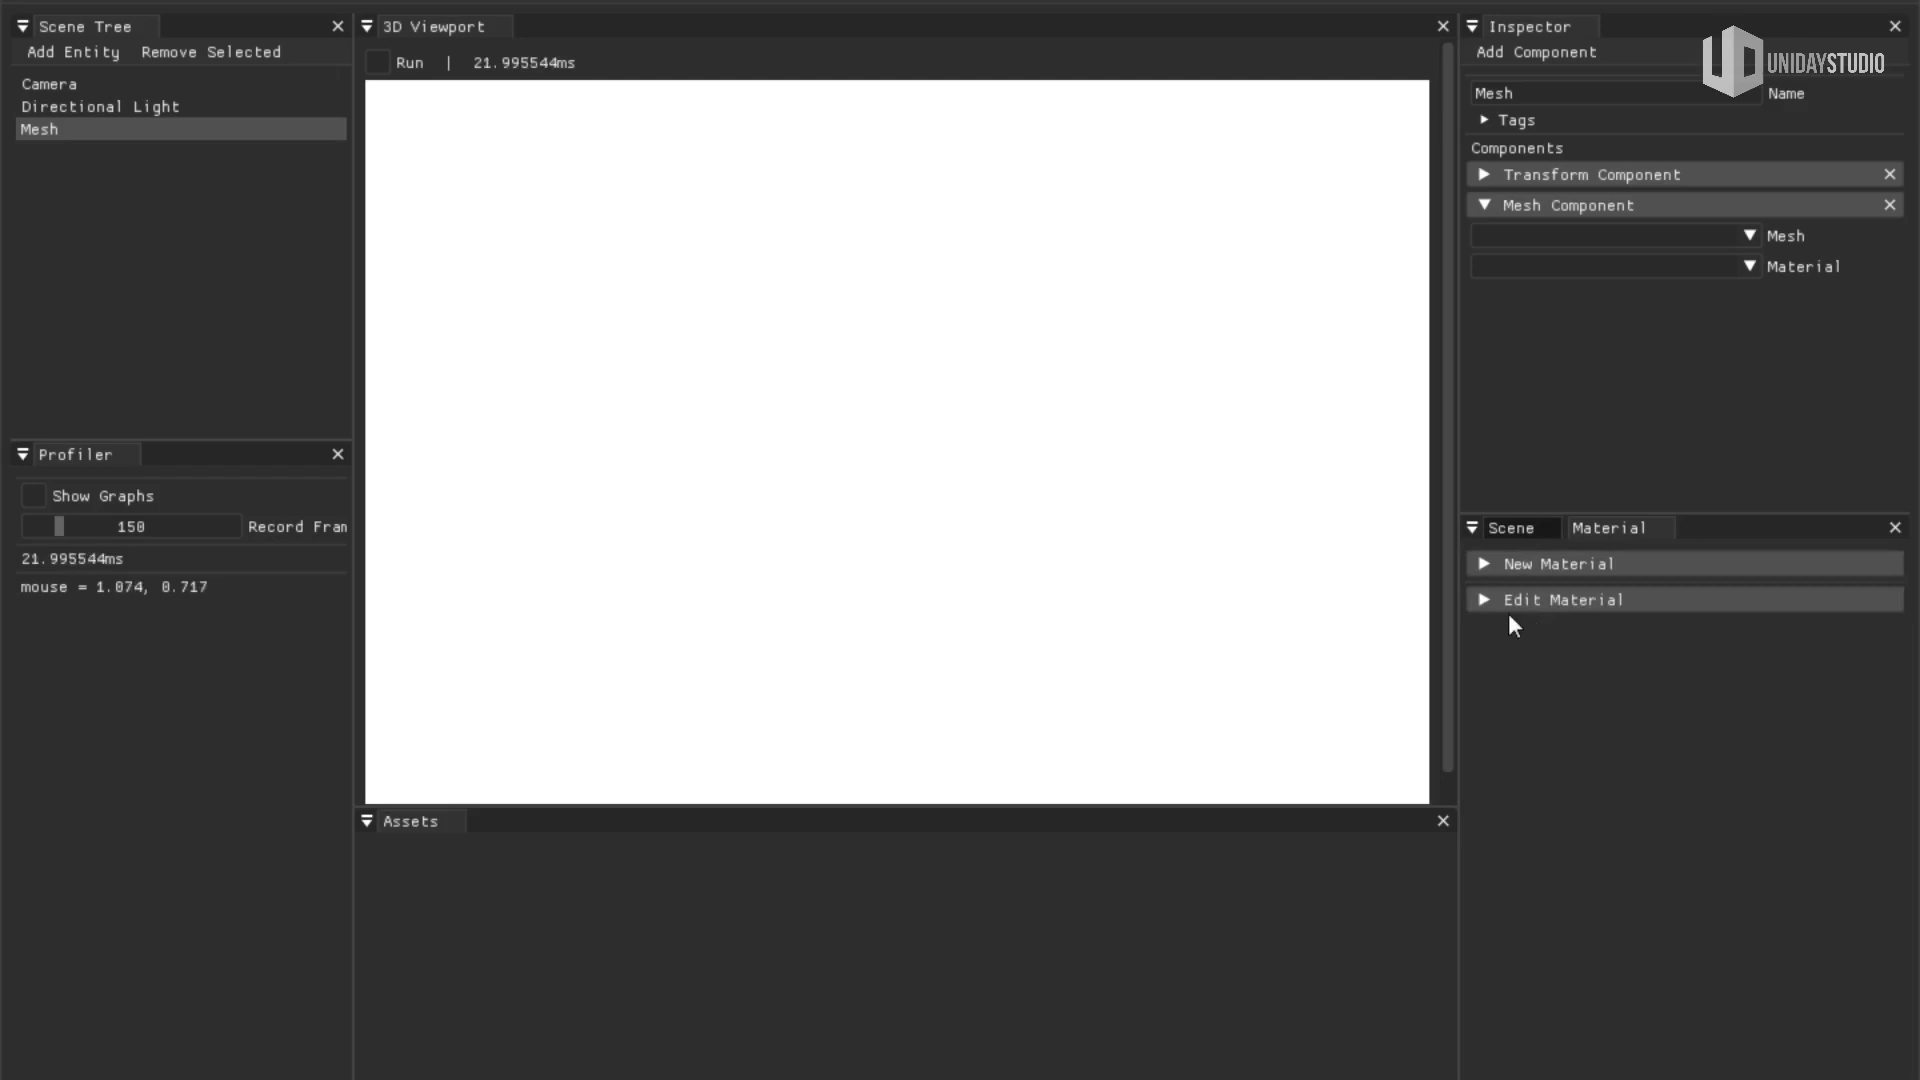 Scene Tree
Add Entity Remove Selected
Camera
Directional Light
Mesh
Profiler
Show Graphs
150 Record Fran
21.995544ms
mouse = 1.074, 0.717
3D Viewport
Run | 21.995544ms
Assets
Inspector
Add Component
UNIDAYSTUDIO
Mesh Name
Tags
Components
Transform Component
Mesh Component
Mesh
Material
Scene Material
New Material
Edit Material